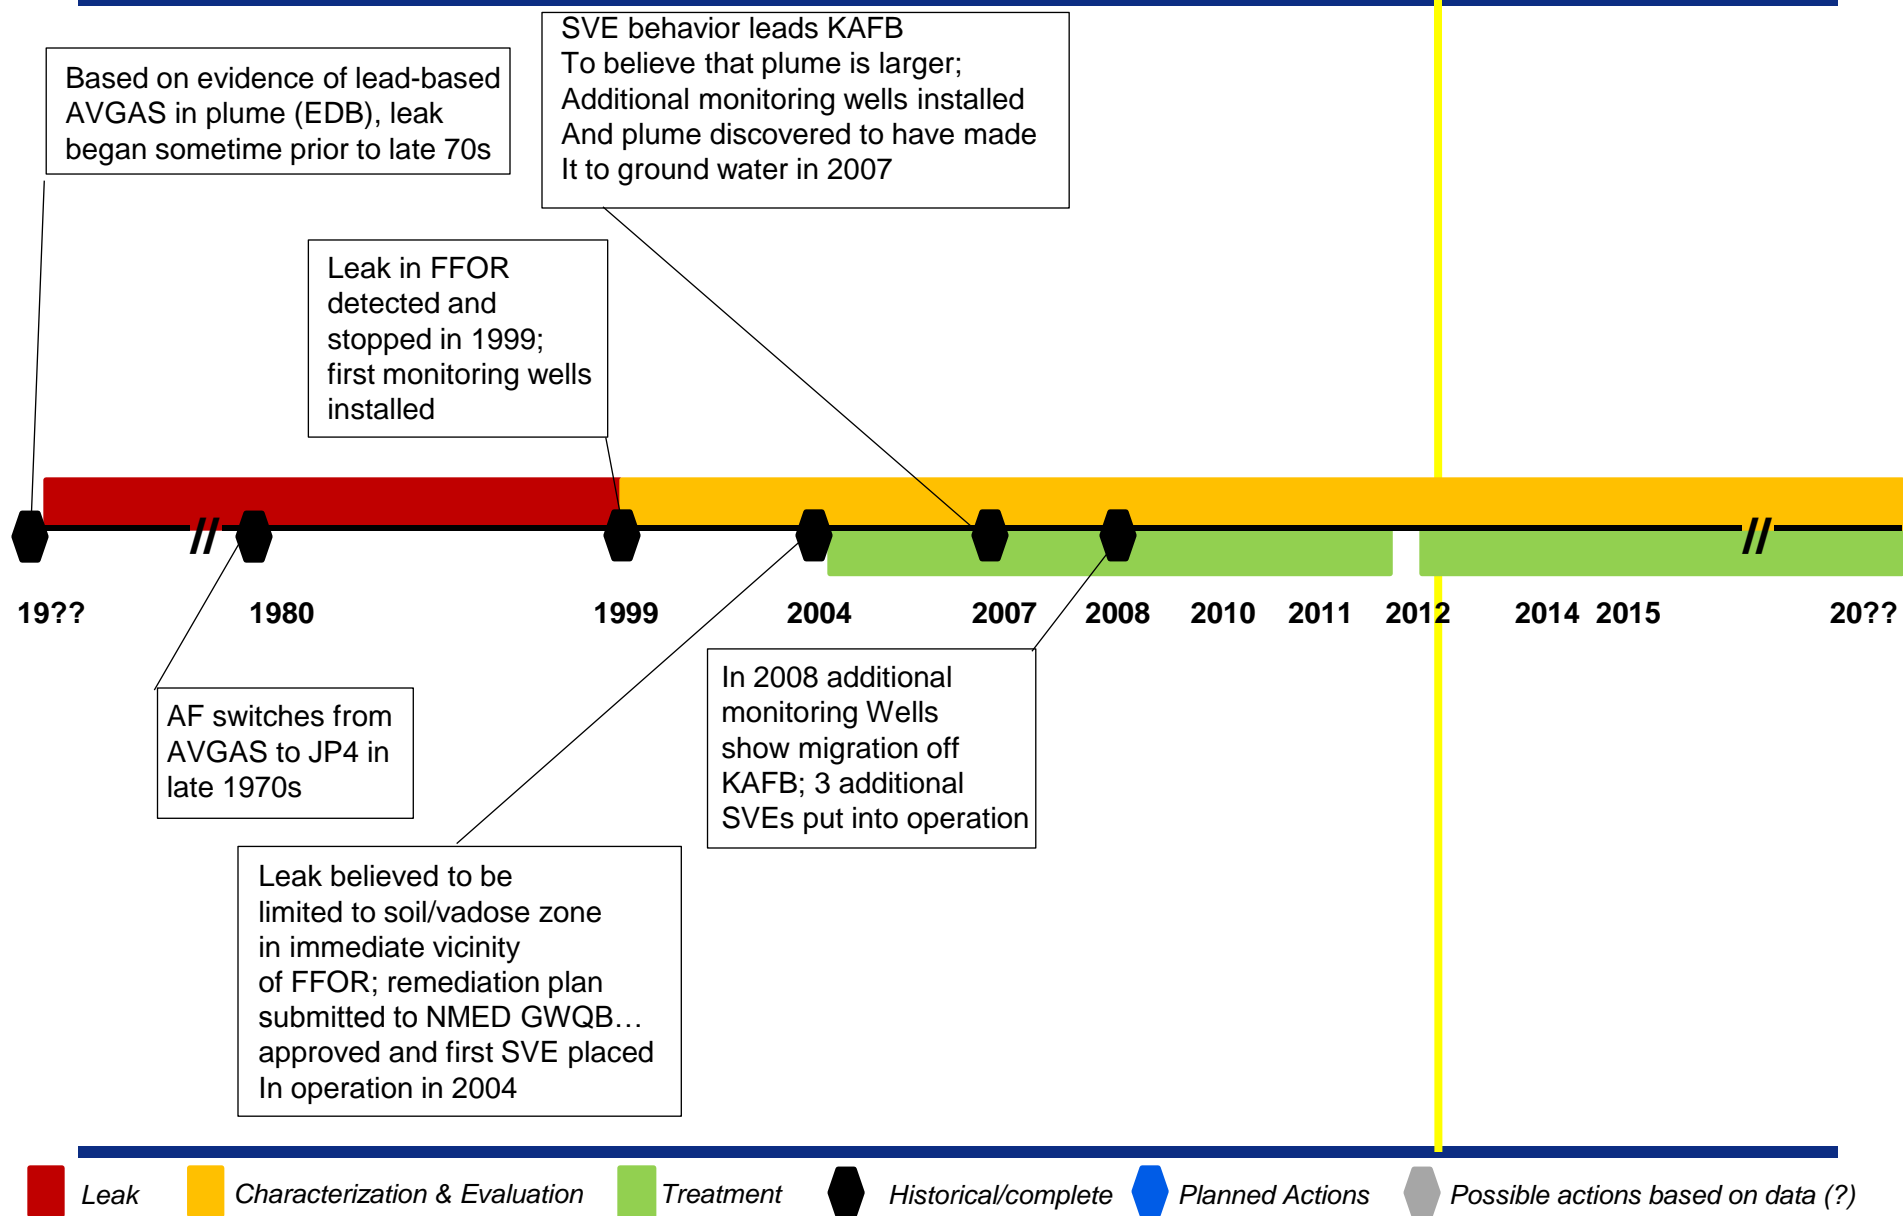 SVE behavior leads KAFB
To believe that plume is larger;
Additional monitoring wells installed
And plume discovered to have made
It to ground water in 2007
Based on evidence of lead-based
AVGAS in plume (EDB), leak
began sometime prior to late 70s
Leak in FFOR
detected and
stopped in 1999;
first monitoring wells
installed
//
//
19??
1980
1999
2004
2007
2008
2010
2011
2012
2014
2015
20??
AF switches from
AVGAS to JP4 in
late 1970s
In 2008 additional
monitoring Wells
show migration off
KAFB; 3 additional
SVEs put into operation
Leak believed to be
limited to soil/vadose zone
in immediate vicinity
of FFOR; remediation plan
submitted to NMED GWQB…
approved and first SVE placed
In operation in 2004
Leak
Characterization & Evaluation
Treatment
Historical/complete
Planned Actions
Possible actions based on data (?)